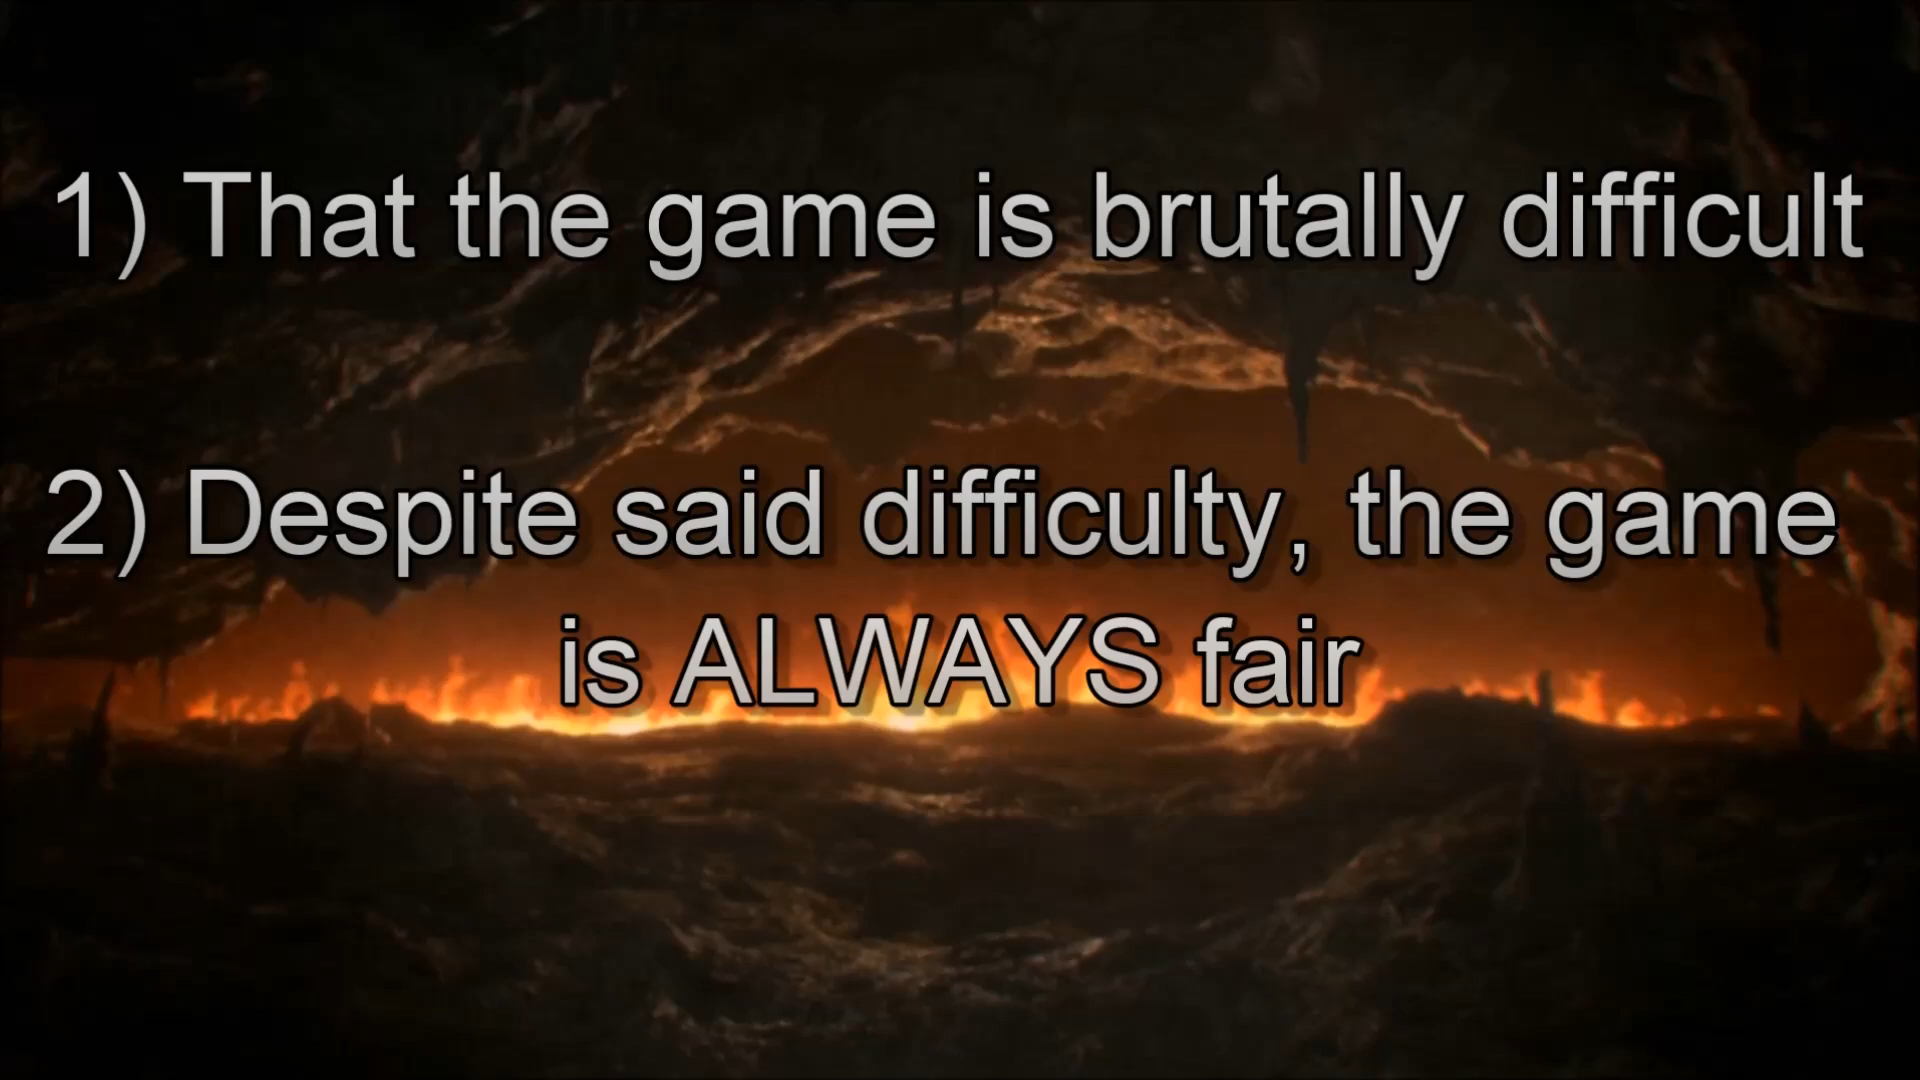 1) That the game is brutally difficult
2) Despite said difficulty, the game
is ALWAYS fair